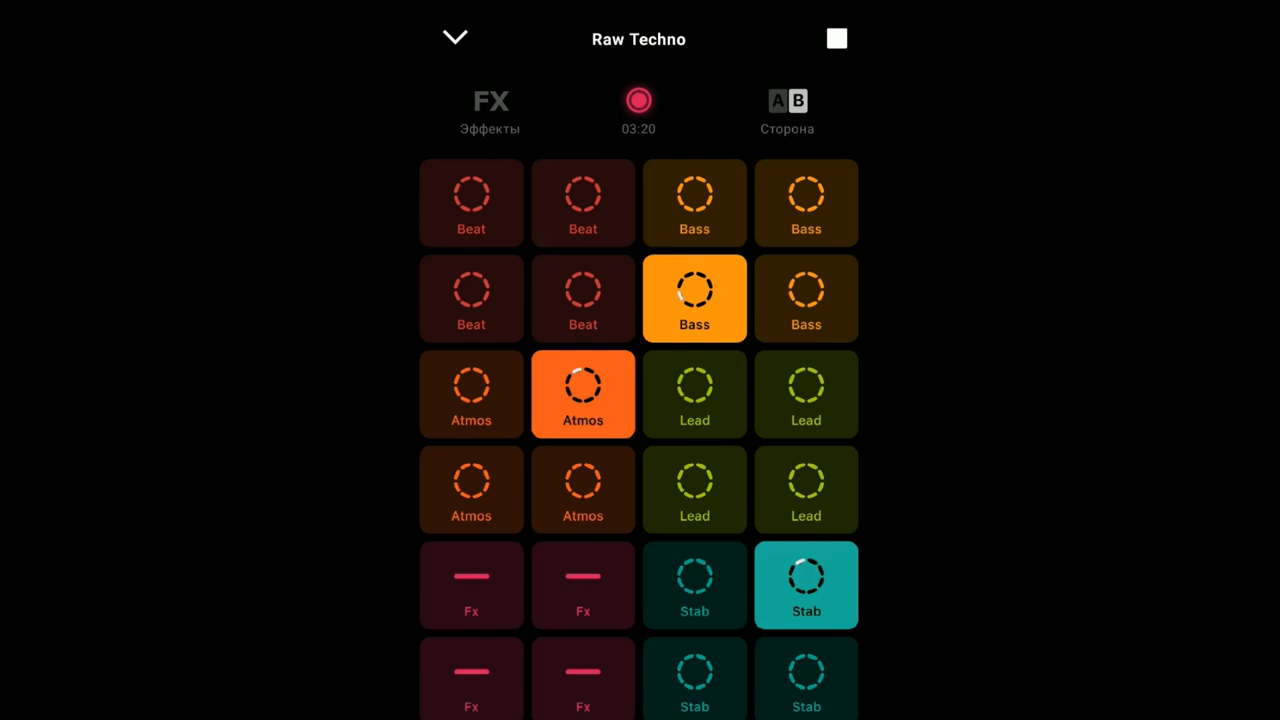 Raw Techno
FX A B
Эффекты 03:20 Сторона
Beat Beat Bass Bass
Beat Beat Bass Bass
Atmos Atmos Lead Lead
Atmos Atmos Lead Lead
Fx Fx Stab Stab
Fx Fx Stab Stab